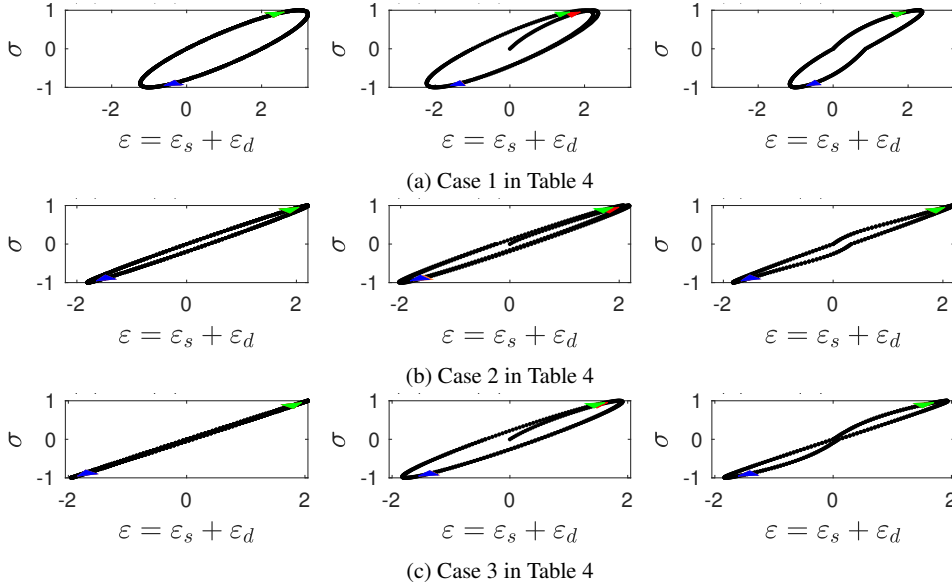 1 1 1
σ 0 σ 0 σ 0
-1 -1 -1
-2 0 2 -2 0 2 -2 0 2
ε = εs + εd ε = εs + εd ε = εs + εd
(a) Case 1 in Table 4
1 1 1
σ 0 σ 0 σ 0
-1 -1 -1
-2 0 2 -2 0 2 -2 0 2
ε = εs + εd ε = εs + εd ε = εs + εd
(b) Case 2 in Table 4
1 1 1
σ 0 σ 0 σ 0
-1 -1 -1
-2 0 2 -2 0 2 -2 0 2
ε = εs + εd ε = εs + εd ε = εs + εd
(c) Case 3 in Table 4